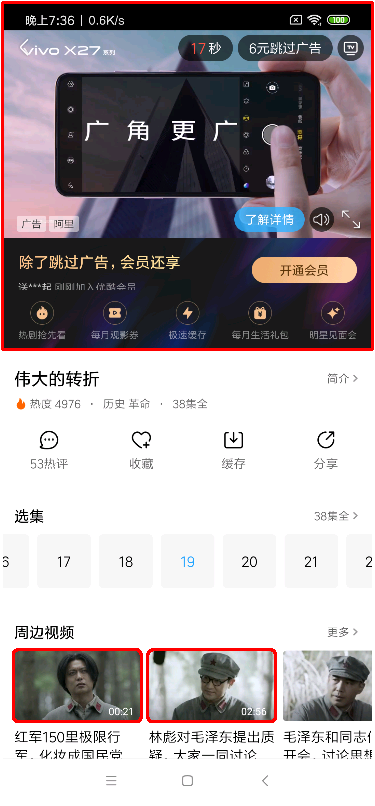 晚上7:36 | 0.6K/s
100
vivo X27 系列
17秒
6元跳过广告
TV
广角更广
广告
阿里
了解详情
除了跳过广告，会员还享
开通会员
送***起 刚刚加入优酷会员
热剧抢先看
每月观影券
极速缓存
每月生活礼包
明星见面会
伟大的转折
简介 >
热度 4976 · 历史 革命 · 38集全
53热评
收藏
缓存
分享
选集
38集全 >
6 17 18 19 20 21 2
周边视频
更多 >
00:21
02:56
红军150里极限行
林彪对毛泽东提出质
毛泽东和同志们
军，化妆成国民党
疑，大家一同讨论
开会，讨论思想